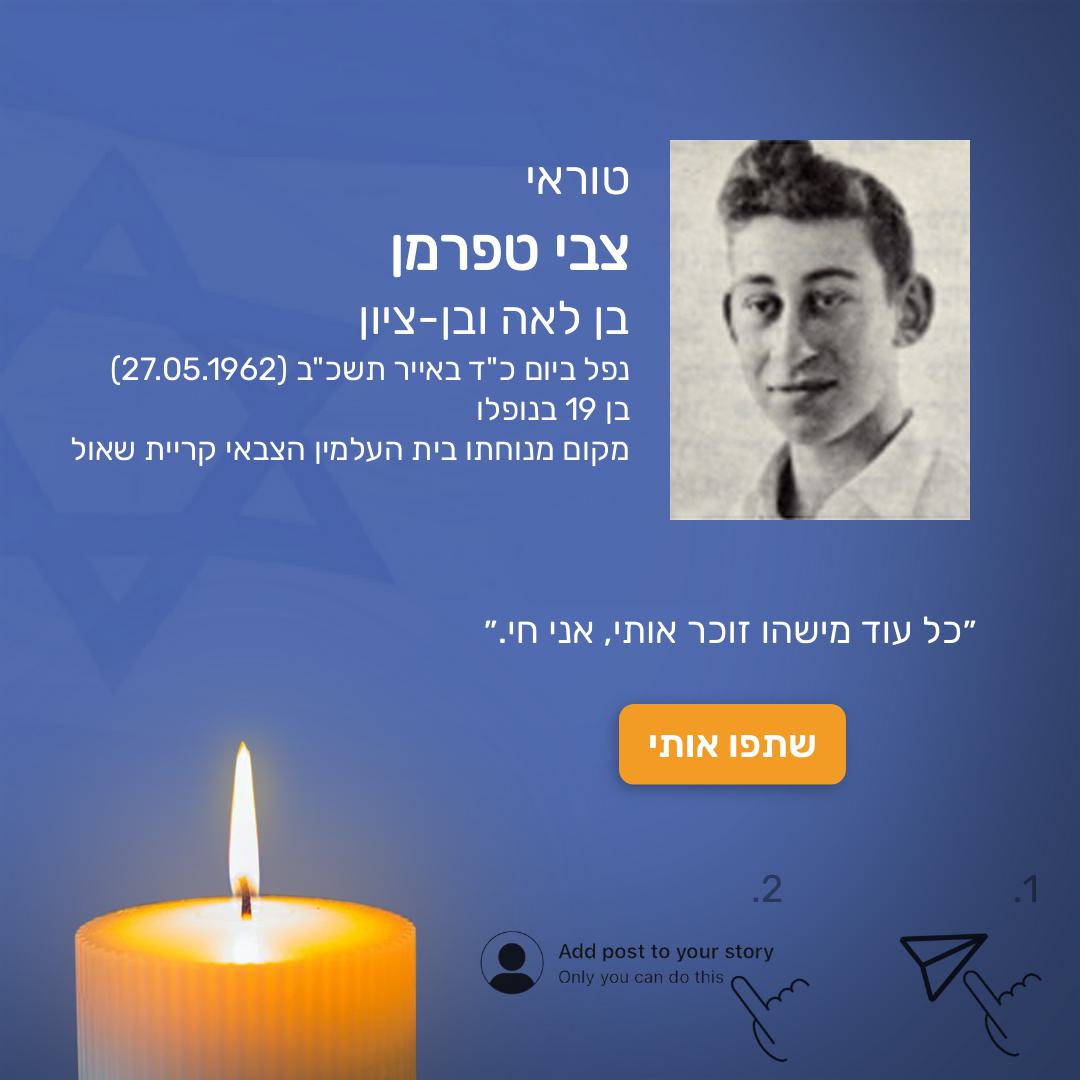 טוראי
צבי טפרמן
בן לאה ובן-ציון
נפל ביום כ"ד באייר תשכ"ב (27.05.1962)
בן 19 בנופלו
מקום מנוחתו בית העלמין הצבאי קריית שאול
״כל עוד מישהו זוכר אותי, אני חי.״
שתפו אותי
.1
.2
Add post to your story
Only you can do this